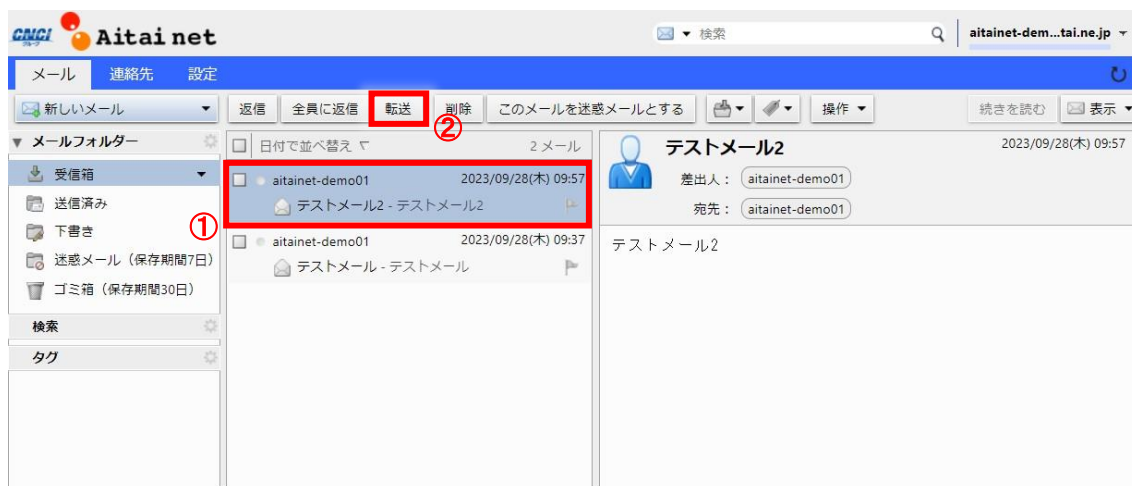 CNCI グループ Aitai net
検索
aitainet-dem...tai.ne.jp
メール 連絡先 設定
新しいメール
返信 全員に返信 転送 削除 このメールを迷惑メールとする 操作 続きを読む 表示
②
メールフォルダー
受信箱
送信済み
①
下書き
迷惑メール（保存期間7日）
ゴミ箱（保存期間30日）
検索
タグ
日付で並べ替え 2 メール
aitainet-demo01 2023/09/28(木) 09:57
テストメール2 - テストメール2
aitainet-demo01 2023/09/28(木) 09:37
テストメール - テストメール
テストメール2 2023/09/28(木) 09:57
差出人： aitainet-demo01
宛先： aitainet-demo01
テストメール2